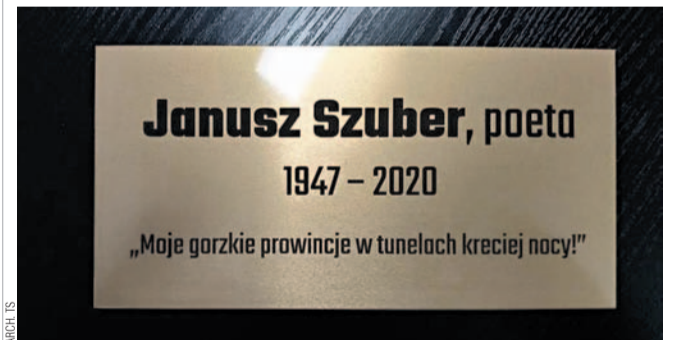 Janusz Szuber, poeta
1947 – 2020
„Moje gorzkie prowincje w tunelach kreciej nocy!”
ARCH. TS